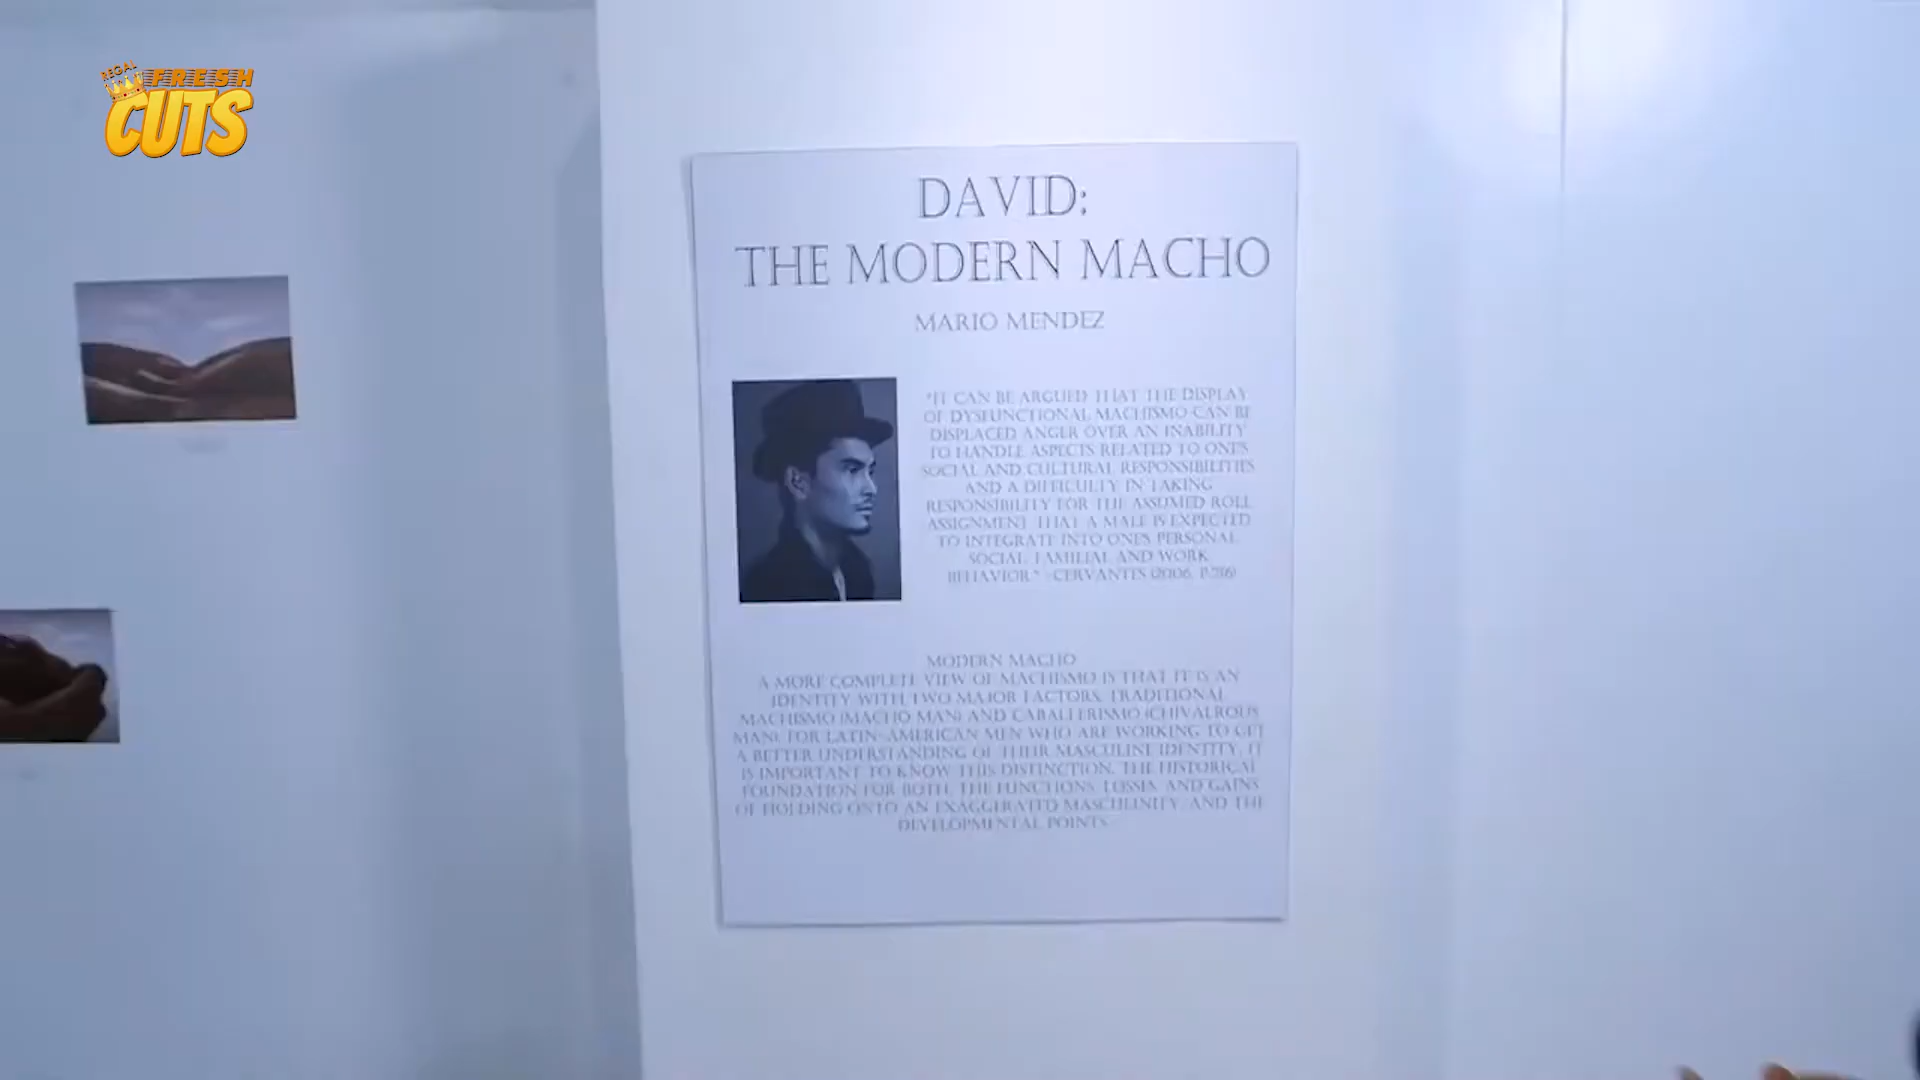 REGAL
FRESH
CUTS
DAVID:
THE MODERN MACHO
MARIO MENDEZ
"IT CAN BE ARGUED THAT THE DISPLAY
OF DYSFUNCTIONAL MACHISMO CAN BE
DISPLACED ANGER OVER AN INABILITY
TO HANDLE ASPECTS RELATED TO ONE'S
SOCIAL AND CULTURAL RESPONSIBILITIES
AND A DIFFICULTY IN TAKING
RESPONSIBILITY FOR THE ASSUMED ROLE
ASSIGNMENT THAT A MALE IS EXPECTED
TO INTEGRATE INTO ONE'S PERSONAL
SOCIAL, FAMILIAL AND WORK
BEHAVIOR." -CERVANTES (2006, P.
MODERN MACHO
A MORE COMPLETE VIEW OF MACHISMO IS THAT IT IS AN
IDENTITY WITH TWO MAJOR FACTORS, TRADITIONAL
MACHISMO (MACHO MAN) AND CABALLERISMO (CHIVALROUS
MAN). FOR LATIN-AMERICAN MEN WHO ARE WORKING TO GET
A BETTER UNDERSTANDING OF THEIR MASCULINE IDENTITY, IT
IS IMPORTANT TO KNOW THIS DISTINCTION, THE HISTORICAL
FOUNDATION FOR BOTH, THE FUNCTIONS, LOSSES, AND GAINS
OF HOLDING ONTO AN EXAGGERATED MASCULINITY, AND THE
DEVELOPMENTAL POINTS